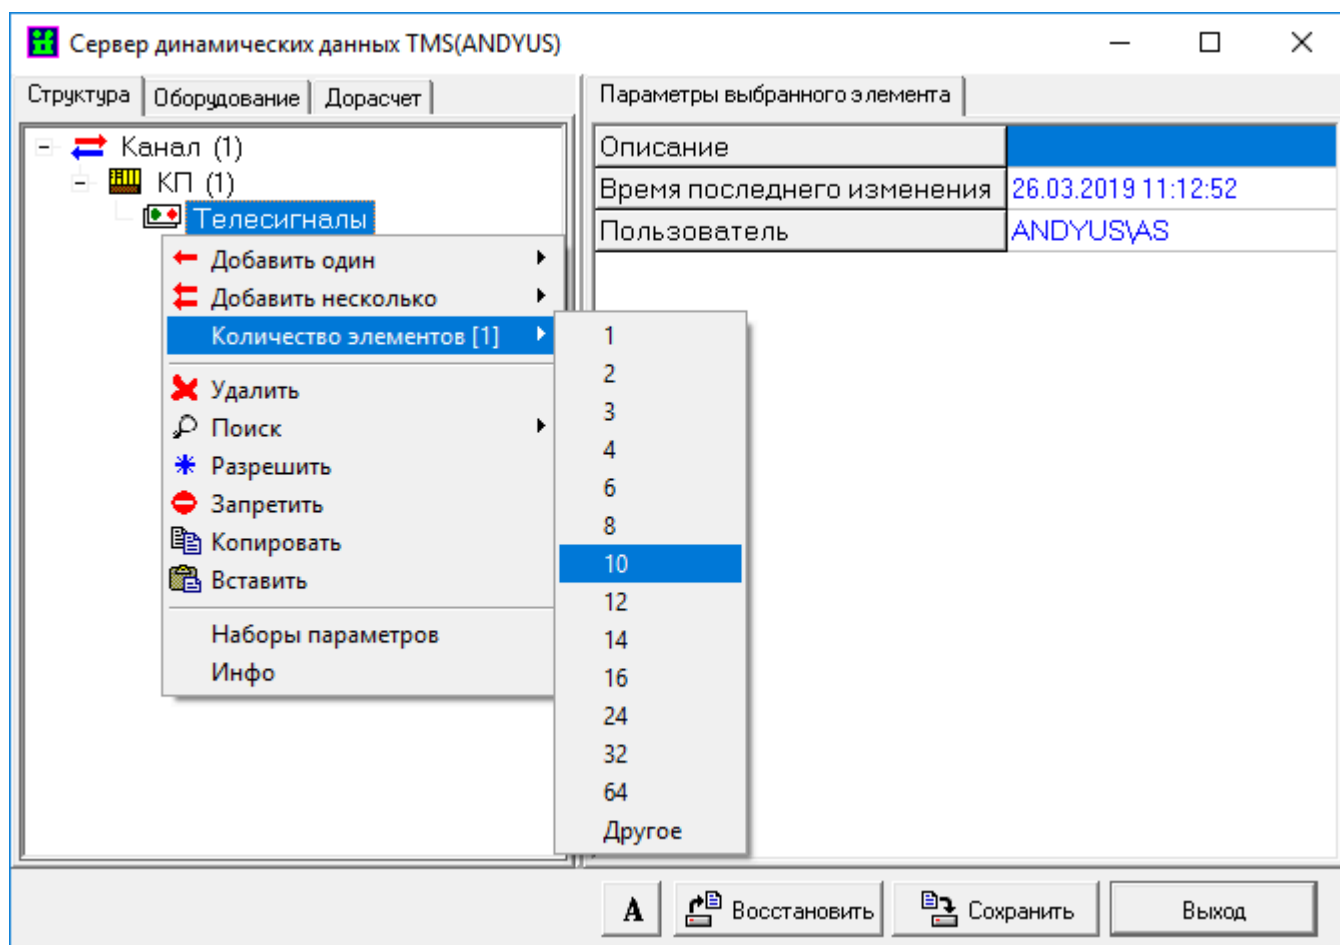 Сервер динамических данных TMS(ANDYUS)
Структура Оборудование Дорасчет
Параметры выбранного элемента
Канал (1)
КП (1)
Телесигналы
Описание
Время последнего изменения 26.03.2019 11:12:52
Пользователь ANDYUS\AS
Добавить один
Добавить несколько
Количество элементов [1]
Удалить
Поиск
Разрешить
Запретить
Копировать
Вставить
Наборы параметров
Инфо
1
2
3
4
6
8
10
12
14
16
24
32
64
Другое
A Восстановить Сохранить Выход